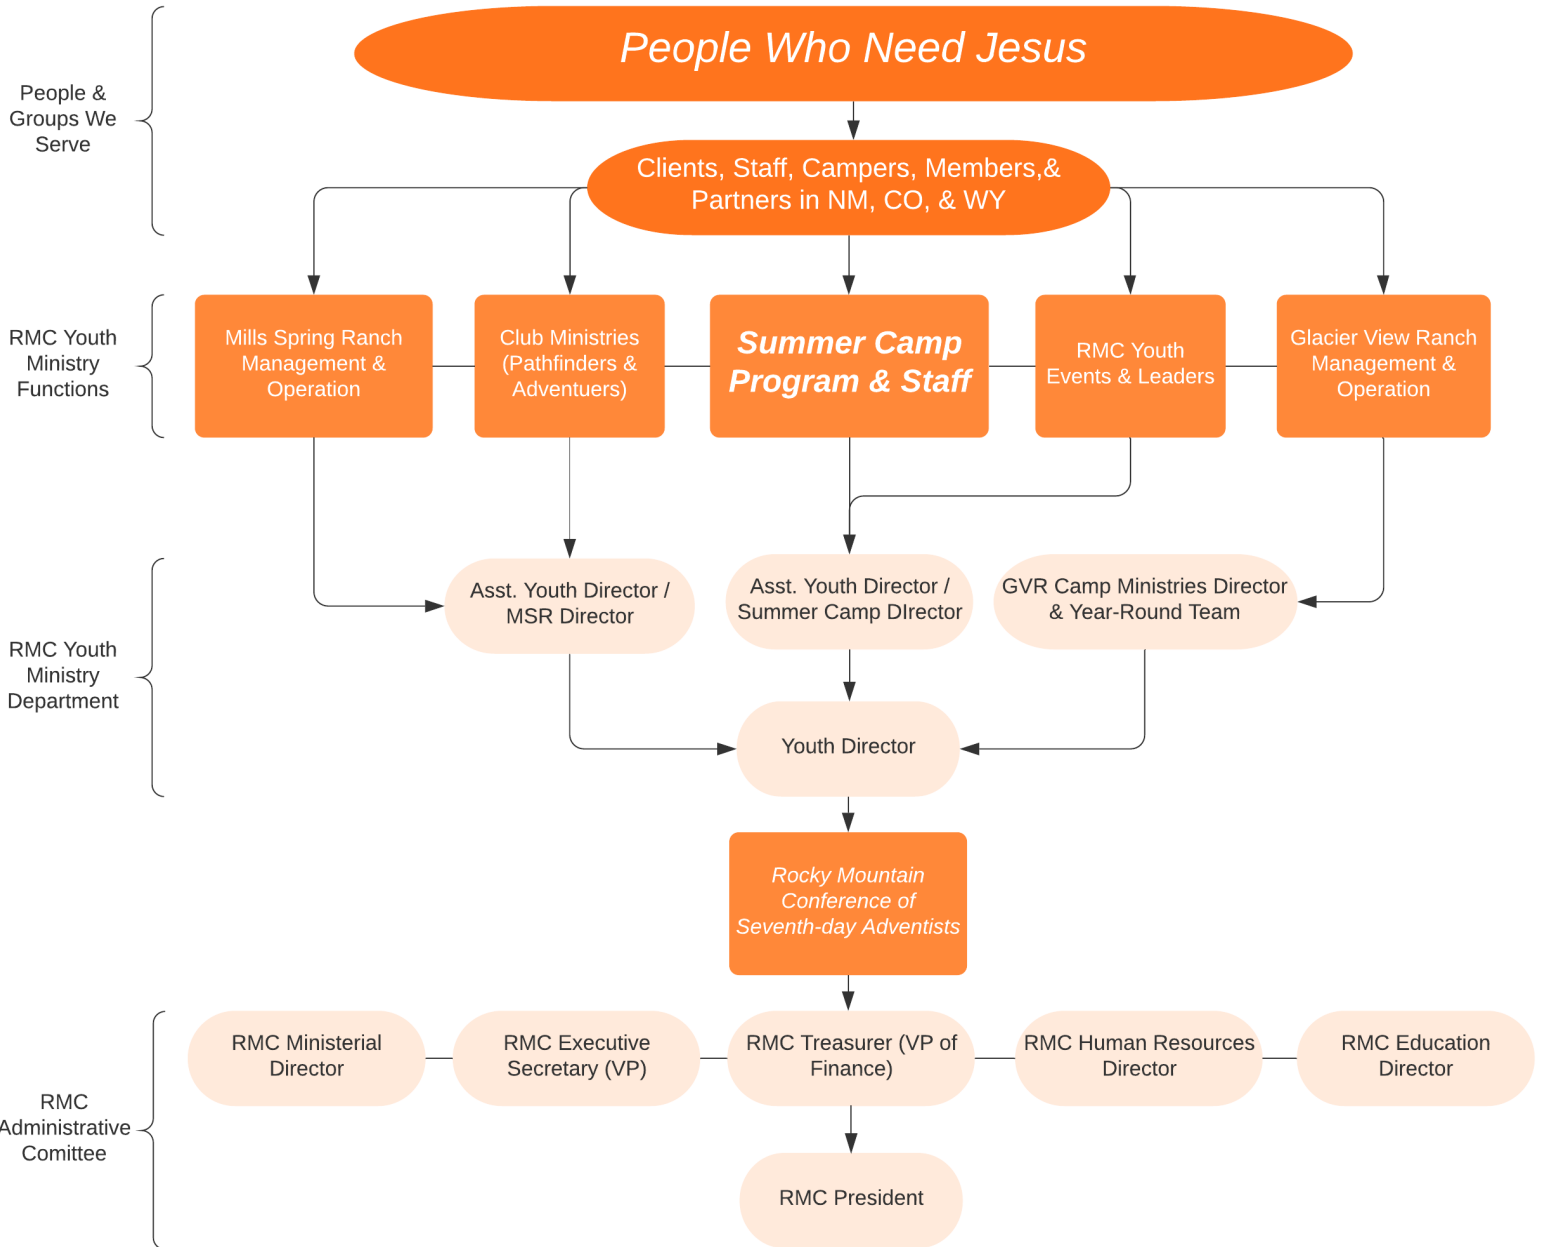 People Who Need Jesus
People &
Groups We
Serve
Clients, Staff, Campers, Members,&
Partners in NM, CO, & WY
RMC Youth
Ministry
Functions
Mills Spring Ranch
Management &
Operation
Club Ministries
(Pathfinders &
Adventuers)
Summer Camp
Program & Staff
RMC Youth
Events & Leaders
Glacier View Ranch
Management &
Operation
RMC Youth
Ministry
Department
Asst. Youth Director /
MSR Director
Asst. Youth Director /
Summer Camp DIrector
GVR Camp Ministries Director
& Year-Round Team
Youth Director
Rocky Mountain
Conference of
Seventh-day Adventists
RMC
Administrative
Comittee
RMC Ministerial
Director
RMC Executive
Secretary (VP)
RMC Treasurer (VP of
Finance)
RMC Human Resources
Director
RMC Education
Director
RMC President